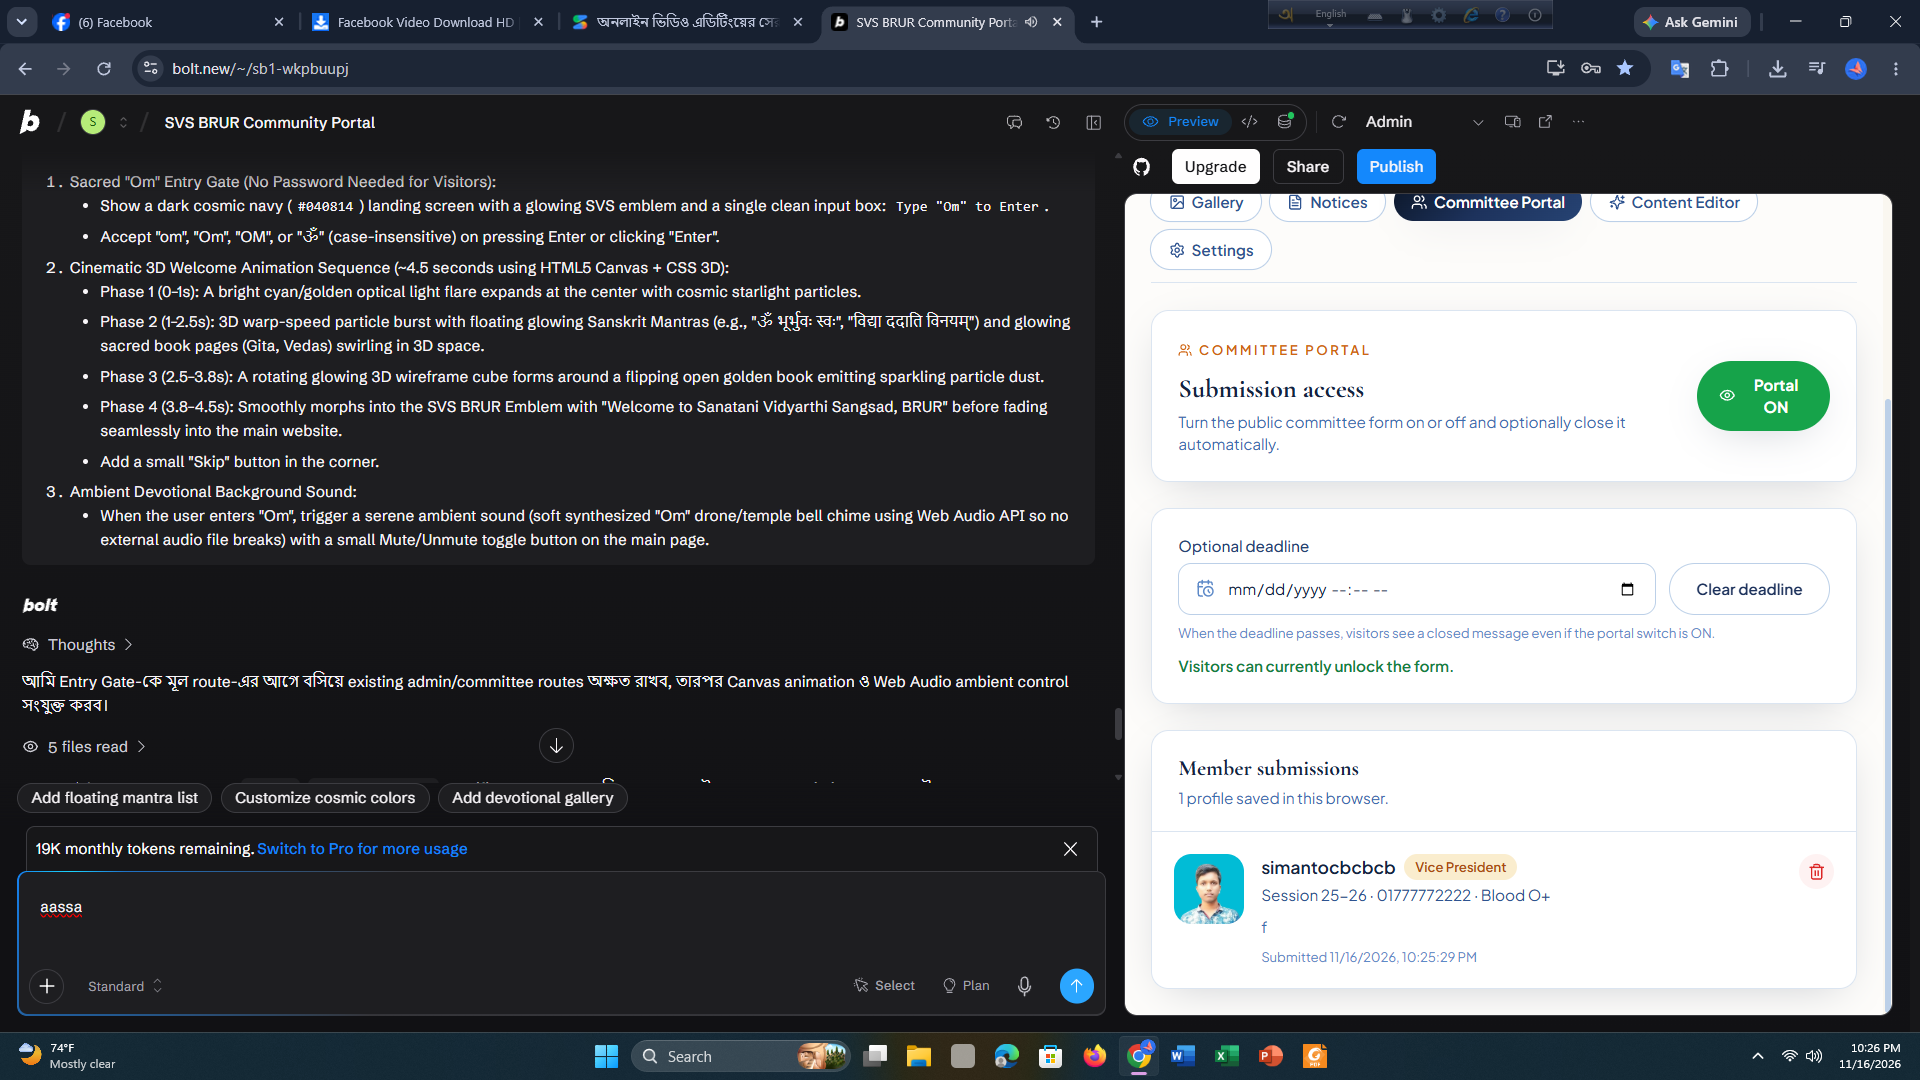 (6) Facebook
Facebook Video Download HD
অনলাইন ভিডিও এডিটিংয়ের সের
SVS BRUR Community Porta
English
Ask Gemini
bolt.new/~/sb1-wkpbuupj
b
S
SVS BRUR Community Portal
Preview
Admin
Upgrade
Share
Publish
1. Sacred "Om" Entry Gate (No Password Needed for Visitors):
Show a dark cosmic navy ( #040814 ) landing screen with a glowing SVS emblem and a single clean input box: Type "Om" to Enter .
Accept "om", "Om", "OM", or "ॐ" (case-insensitive) on pressing Enter or clicking "Enter".
2. Cinematic 3D Welcome Animation Sequence (~4.5 seconds using HTML5 Canvas + CSS 3D):
Phase 1 (0-1s): A bright cyan/golden optical light flare expands at the center with cosmic starlight particles.
Phase 2 (1-2.5s): 3D warp-speed particle burst with floating glowing Sanskrit Mantras (e.g., "ॐ भूर्भुवः स्वः", "विद्या ददाति विनयम्") and glowing
sacred book pages (Gita, Vedas) swirling in 3D space.
Phase 3 (2.5-3.8s): A rotating glowing 3D wireframe cube forms around a flipping open golden book emitting sparkling particle dust.
Phase 4 (3.8-4.5s): Smoothly morphs into the SVS BRUR Emblem with "Welcome to Sanatani Vidyarthi Sangsad, BRUR" before fading
seamlessly into the main website.
Add a small "Skip" button in the corner.
3. Ambient Devotional Background Sound:
When the user enters "Om", trigger a serene ambient sound (soft synthesized "Om" drone/temple bell chime using Web Audio API so no
external audio file breaks) with a small Mute/Unmute toggle button on the main page.
bolt
Thoughts
আমি Entry Gate-কে মূল route-এর আগে বসিয়ে existing admin/committee routes অক্ষত রাখব, তারপর Canvas animation ও Web Audio ambient control
সংযুক্ত করব।
5 files read
Add floating mantra list
Customize cosmic colors
Add devotional gallery
19K monthly tokens remaining. Switch to Pro for more usage
aassa
Standard
Select
Plan
Gallery
Notices
Committee Portal
Content Editor
Settings
COMMITTEE PORTAL
Submission access
Turn the public committee form on or off and optionally close it
automatically.
Portal
ON
Optional deadline
mm/dd/yyyy --:-- --
Clear deadline
When the deadline passes, visitors see a closed message even if the portal switch is ON.
Visitors can currently unlock the form.
Member submissions
1 profile saved in this browser.
simantocbcbcb
Vice President
Session 25-26 · 01777772222 · Blood O+
f
Submitted 11/16/2026, 10:25:29 PM
74°F
Mostly clear
Search
10:26 PM
11/16/2026